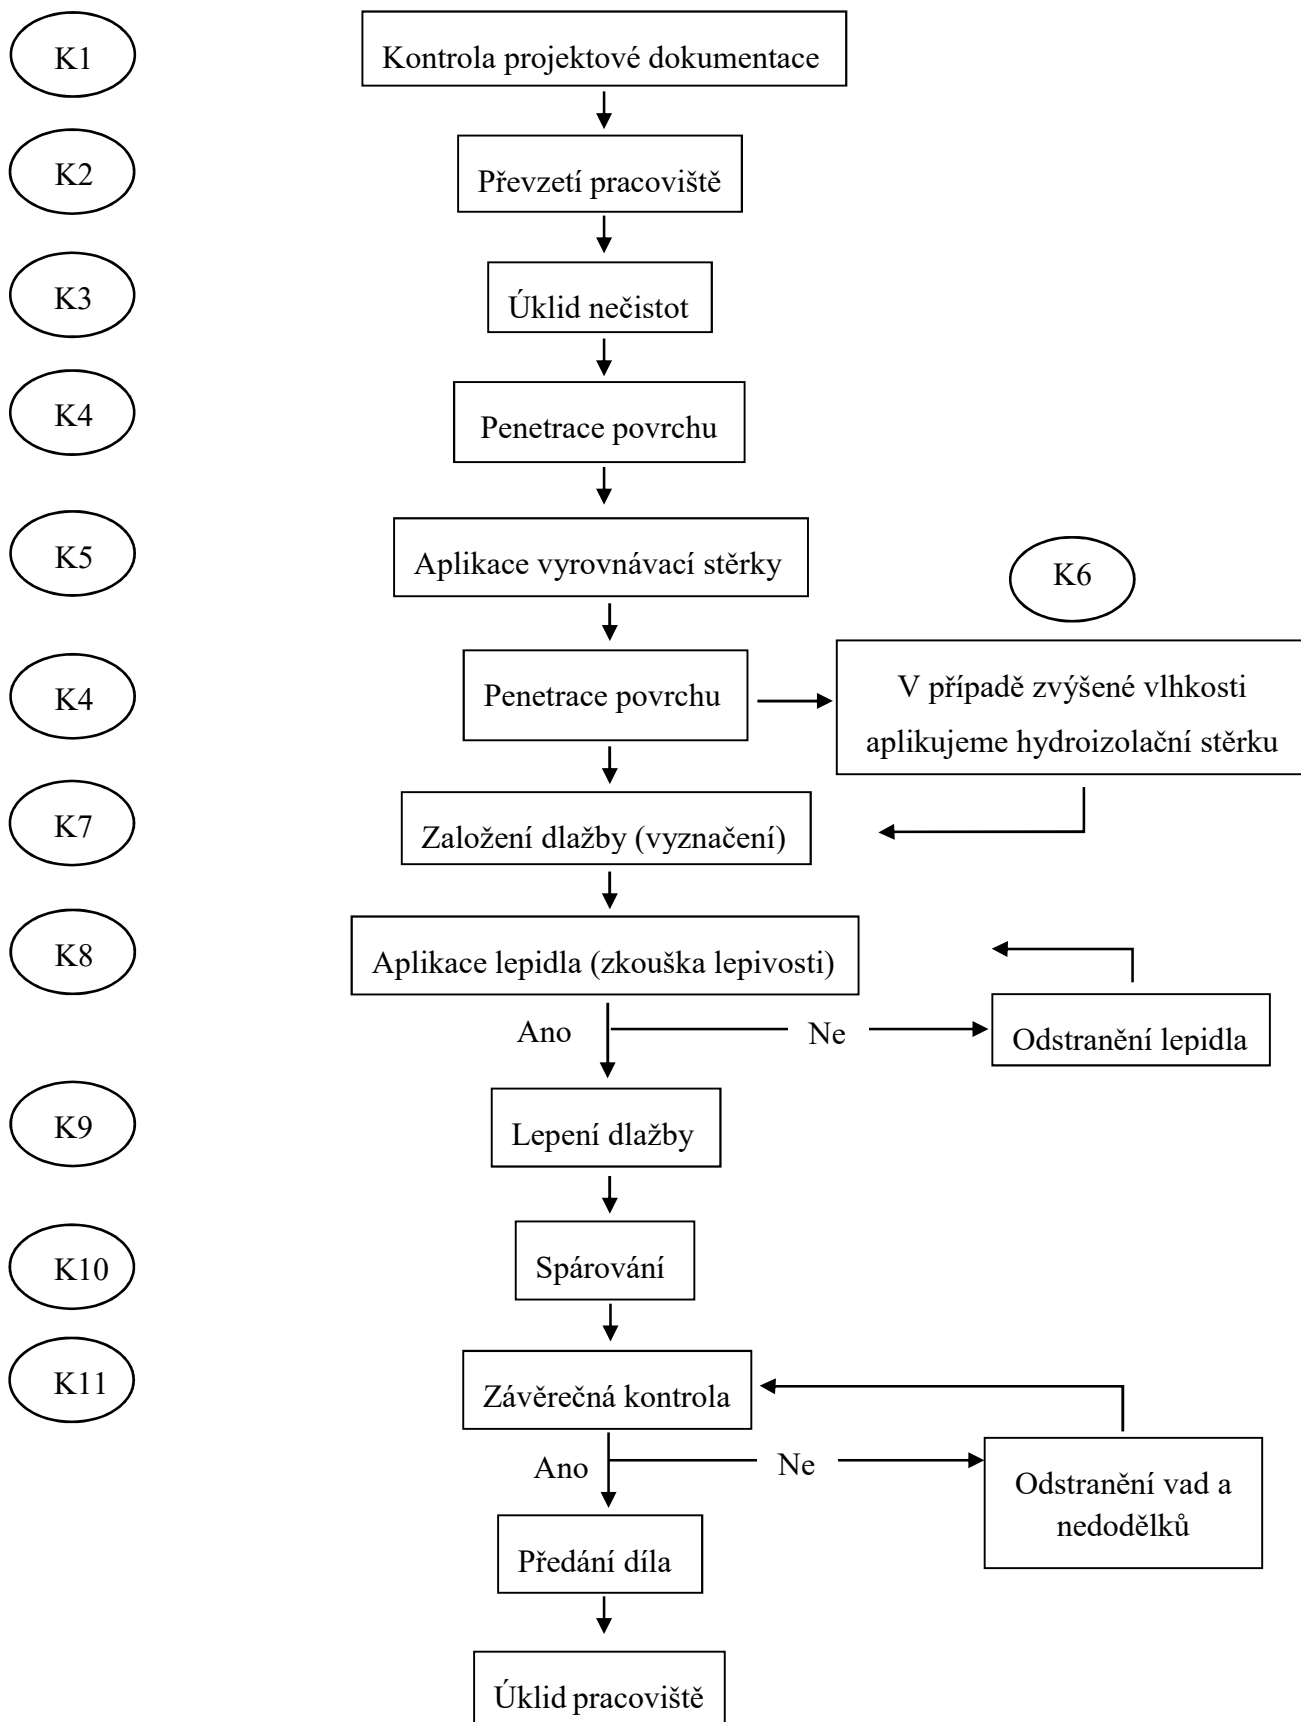 K1
Kontrola projektové dokumentace
K2
Převzetí pracoviště
K3
Úklid nečistot
K4
Penetrace povrchu
K5
Aplikace vyrovnávací stěrky
K6
K4
Penetrace povrchu
V případě zvýšené vlhkosti
aplikujeme hydroizolační stěrku
K7
Založení dlažby (vyznačení)
K8
Aplikace lepidla (zkouška lepivosti)
Ano
Ne
Odstranění lepidla
K9
Lepení dlažby
K10
Spárování
K11
Závěrečná kontrola
Ano
Ne
Odstranění vad a
nedodělků
Předání díla
Úklid pracoviště